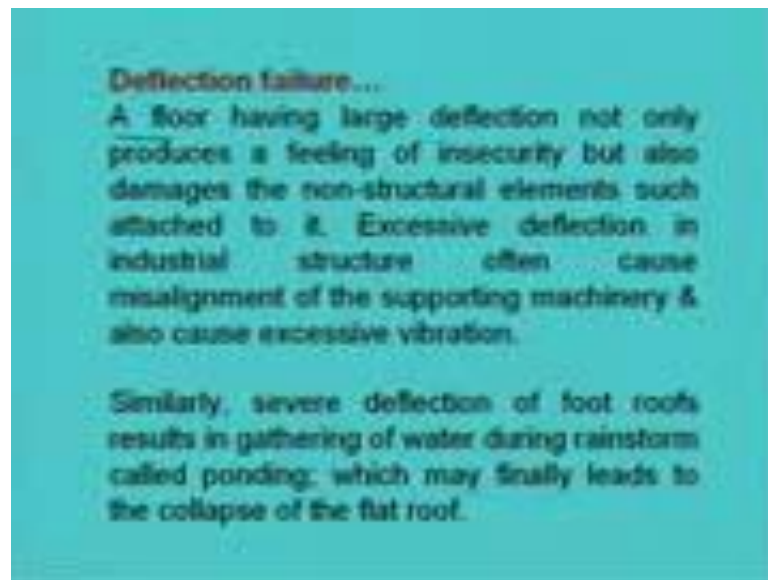 Deflection failure...
A floor having large deflection not only
produces a feeling of insecurity but also
damages the non-structural elements such
attached to it. Excessive deflection in
industrial structure often cause
misalignment of the supporting machinery &
also cause excessive vibration.
Similarly, severe deflection of foot roofs
results in gathering of water during rainstorm
called ponding; which may finally leads to
the collapse of the flat roof.